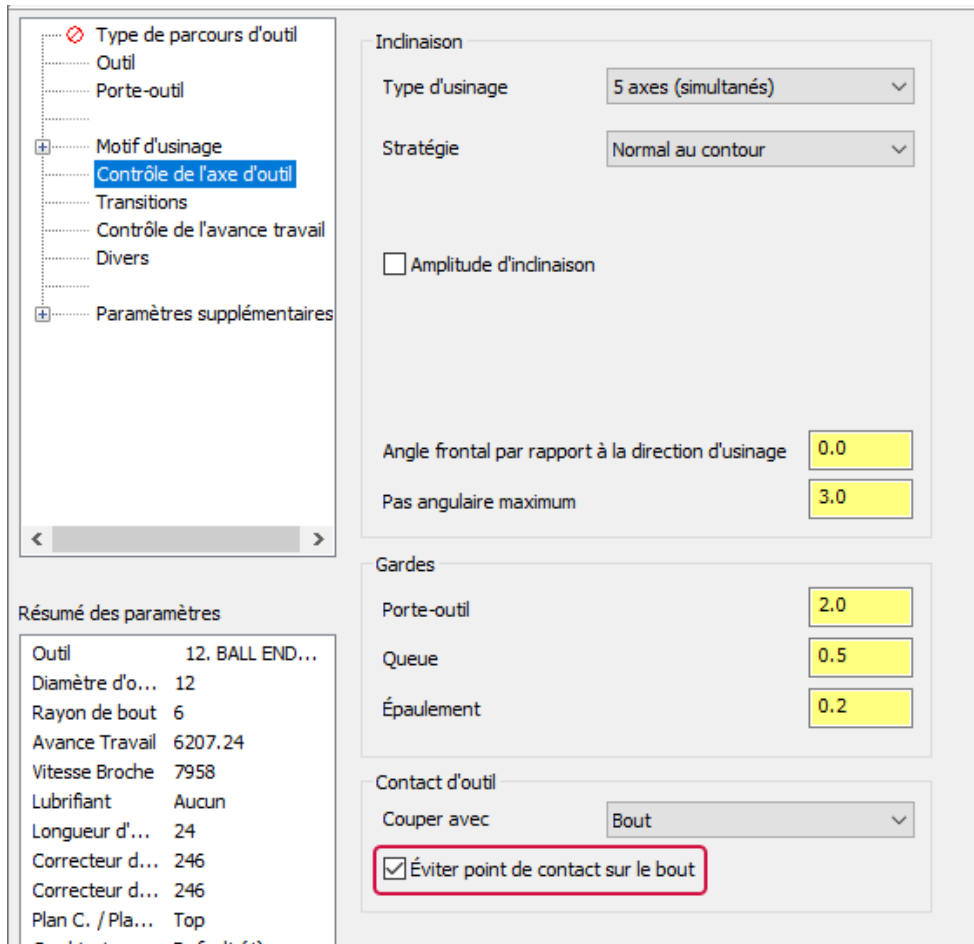 Type de parcours d'outil
Outil
Porte-outil
Motif d'usinage
Contrôle de l'axe d'outil
Transitions
Contrôle de l'avance travail
Divers
Paramètres supplémentaires
Résumé des paramètres
Outil 12. BALL END...
Diamètre d'o... 12
Rayon de bout 6
Avance Travail 6207.24
Vitesse Broche 7958
Lubrifiant Aucun
Longueur d'... 24
Correcteur d... 246
Correcteur d... 246
Plan C. / Pla... Top
Inclinaison
Type d'usinage 5 axes (simultanés)
Stratégie Normal au contour
Amplitude d'inclinaison
Angle frontal par rapport à la direction d'usinage 0.0
Pas angulaire maximum 3.0
Gardes
Porte-outil 2.0
Queue 0.5
Épaulement 0.2
Contact d'outil
Couper avec Bout
Éviter point de contact sur le bout